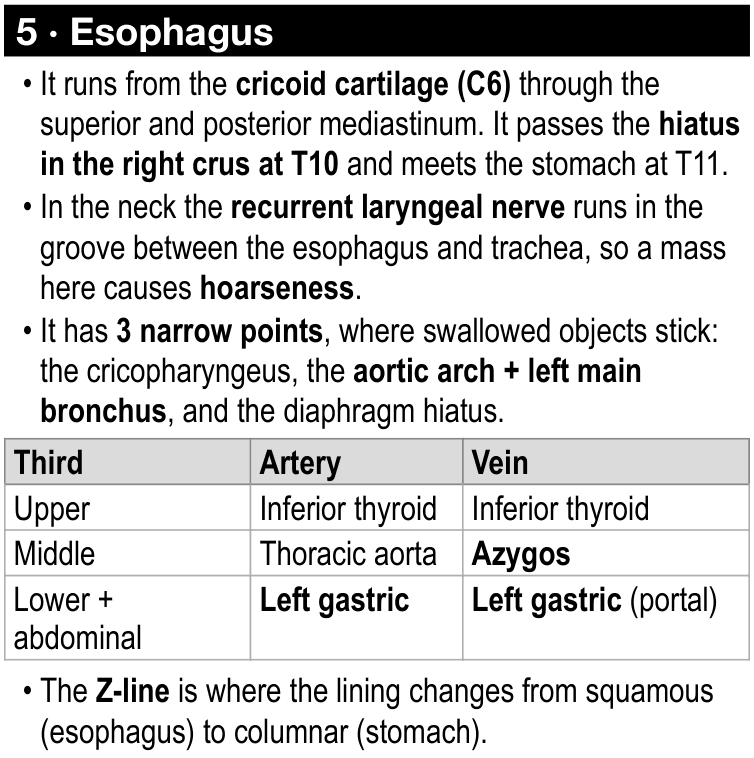 5 · Esophagus
• It runs from the cricoid cartilage (C6) through the
superior and posterior mediastinum. It passes the hiatus
in the right crus at T10 and meets the stomach at T11.
• In the neck the recurrent laryngeal nerve runs in the
groove between the esophagus and trachea, so a mass
here causes hoarseness.
• It has 3 narrow points, where swallowed objects stick:
the cricopharyngeus, the aortic arch + left main
bronchus, and the diaphragm hiatus.
Third Artery Vein
Upper Inferior thyroid Inferior thyroid
Middle Thoracic aorta Azygos
Lower + Left gastric Left gastric (portal)
abdominal
• The Z-line is where the lining changes from squamous
(esophagus) to columnar (stomach).